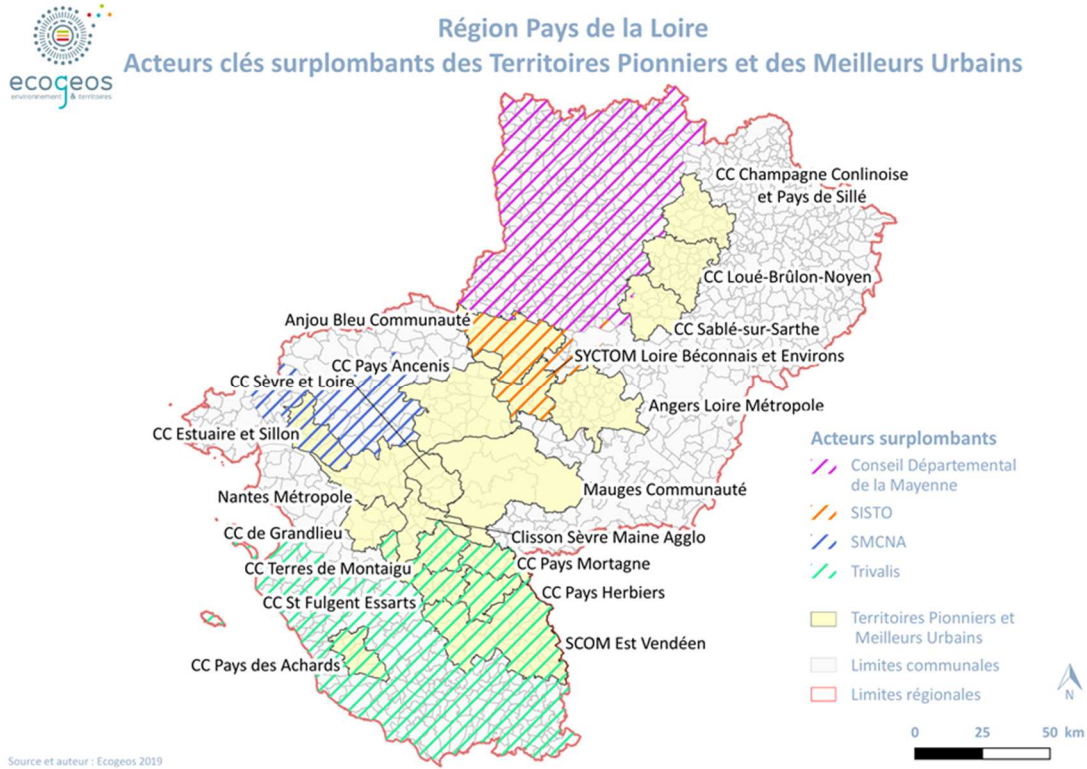 Région Pays de la Loire
Acteurs clés surplombants des Territoires Pionniers et des Meilleurs Urbains
ecogeos
environnement & territoires
CC Champagne Conlinoise
et Pays de Sillé
CC Loué-Brûlon-Noyen
CC Sablé-sur-Sarthe
Anjou Bleu Communauté
SYCTOM Loire Béconnais et Environs
CC Pays Ancenis
CC Sèvre et Loire
Angers Loire Métropole
CC Estuaire et Sillon
Mauges Communauté
Nantes Métropole
CC de Grandlieu
Clisson Sèvre Maine Agglo
CC Terres de Montaigu
CC Pays Mortagne
CC Pays Herbiers
CC St Fulgent Essarts
SCOM Est Vendéen
CC Pays des Achards
Acteurs surplombants
Conseil Départemental
de la Mayenne
SISTO
SMCNA
Trivalis
Territoires Pionniers et
Meilleurs Urbains
Limites communales
Limites régionales
N
0 25 50 km
Source et auteur : Ecogeos 2019